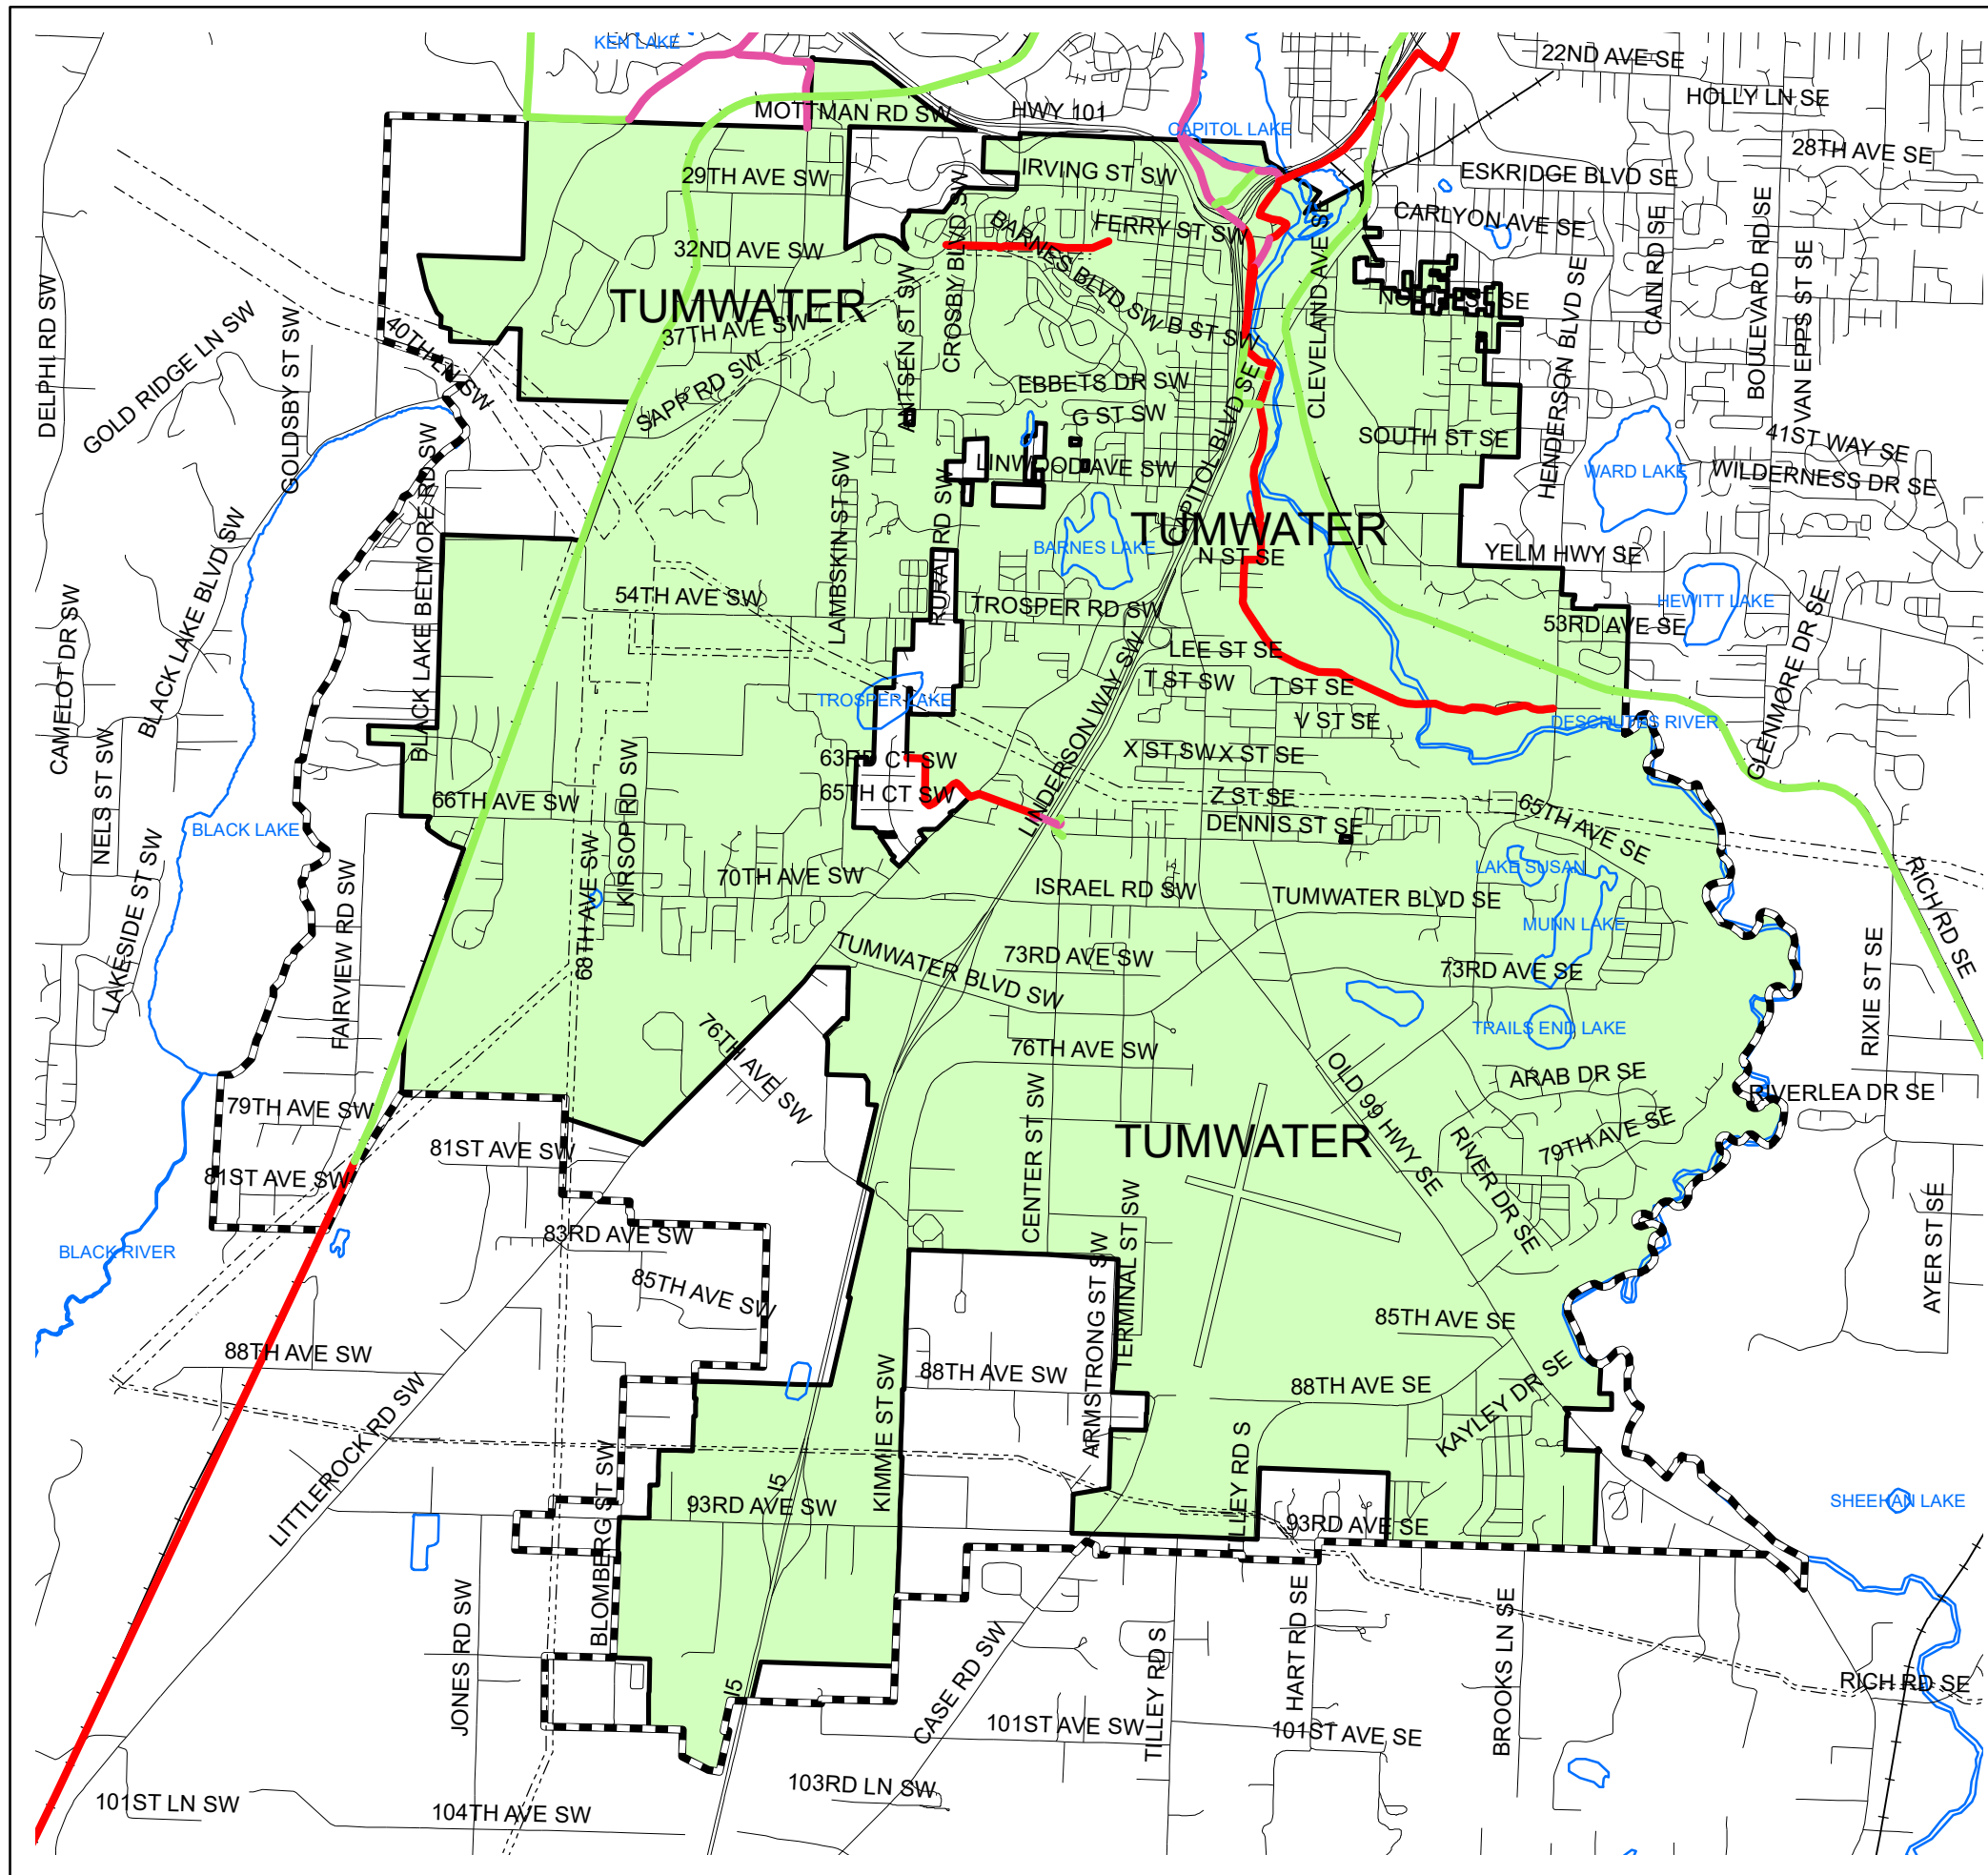 KEN LAKE
22ND AVE SE
HOLLY LN SE
MOTTMAN RD SW
HWY 101
CAPITOL LAKE
28TH AVE SE
29TH AVE SW
IRVING ST SW
ESKRIDGE BLVD SE
CARLYON AVE SE
CAIN RD SE
BOULEVARD RD SE
VAN EPPS ST SE
32ND AVE SW
CROSBY BLVD SW
BARNES BLVD SW
FERRY ST SW
CLEVELAND AVE SE
HENDERSON BLVD SE
DELPHI RD SW
GOLD RIDGE LN SW
GOLDSBY ST SW
40TH LN SW
TUMWATER
37TH AVE SW
ANTSEN ST SW
B ST SW
SAPP RD SW
EBBETS DR SW
G ST SW
CAPITOL BLVD SE
SOUTH ST SE
41ST WAY SE
WILDERNESS DR SE
WARD LAKE
LINWOOD AVE SW
BLACK LAKE BELMORE RD SW
BLACK LAKE BLVD SW
LAMBSKIN ST SW
RURAL RD SW
BARNES LAKE
TUMWATER
N ST SE
YELM HWY SE
HEWITT LAKE
CAMELOT DR SW
54TH AVE SW
TROSPER RD SW
LEE ST SE
53RD AVE SE
GLENMORE DR SE
T ST SW
T ST SE
TROSPER LAKE
V ST SE
DESCHUTES RIVER
LINDERSON WAY SW
63RD CT SW
X ST SW
X ST SE
NELS ST SW
66TH AVE SW
KIRSOP RD SW
65TH CT SW
Z ST SE
DENNIS ST SE
65TH AVE SE
BLACK LAKE
LAKE SUSAN
RICH RD SE
LAKESIDE ST SW
FAIRVIEW RD SW
68TH AVE SW
70TH AVE SW
ISRAEL RD SW
TUMWATER BLVD SE
MUNN LAKE
TUMWATER BLVD SW
73RD AVE SW
73RD AVE SE
RIXIE ST SE
76TH AVE SW
76TH AVE SW
TRAILS END LAKE
OLD 99 HWY SE
ARAB DR SE
RIVERLEA DR SE
79TH AVE SW
CENTER ST SW
TUMWATER
79TH AVE SE
RIVER DR SE
81ST AVE SW
81ST AVE SW
TERMINAL ST SW
AYER ST SE
BLACK RIVER
83RD AVE SW
85TH AVE SW
ARMSTRONG ST SW
85TH AVE SE
88TH AVE SW
KIMMIE ST SW
88TH AVE SW
88TH AVE SE
KAYLEY DR SE
LITTLEROCK RD SW
BLOMBERG ST SW
I5
93RD AVE SW
93RD AVE SE
SHEEHAN LAKE
JONES RD SW
I5
CASE RD SW
TILLEY RD S
HART RD SE
BROOKS LN SE
RICH RD SE
101ST AVE SW
101ST AVE SE
101ST LN SW
104TH AVE SW
103RD LN SW